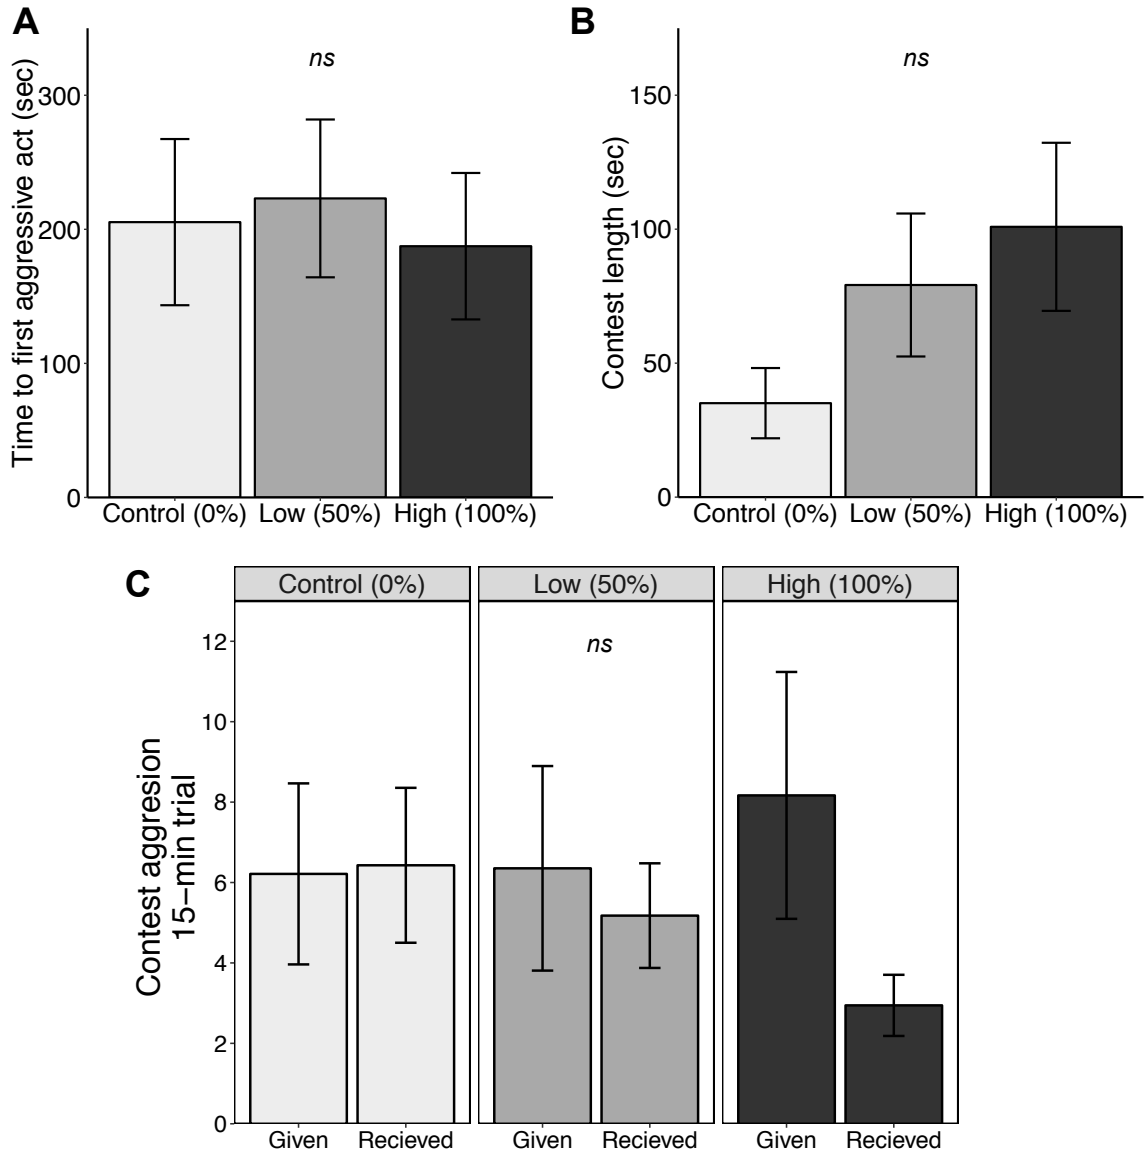 A
Time to first aggressive act (sec)
300
200
100
0
ns
Control (0%) Low (50%) High (100%)
B
Contest length (sec)
150
100
50
0
ns
Control (0%) Low (50%) High (100%)
C
Control (0%) Low (50%) High (100%)
Contest aggresion
15−min trial
12
10
8
6
4
2
0
ns
Given Recieved Given Recieved Given Recieved